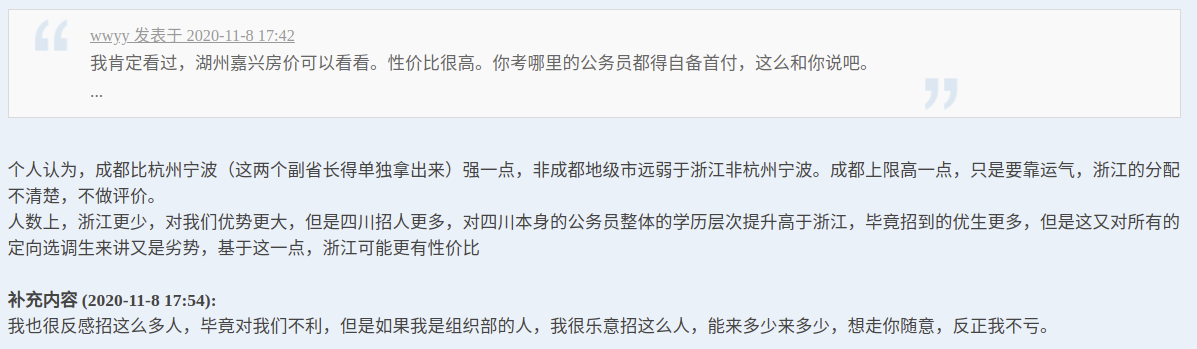 wwyy 发表于 2020-11-8 17:42
我肯定看过，湖州嘉兴房价可以看看。性价比很高。你考哪里的公务员都得自备首付，这么和你说吧。
...
个人认为，成都比杭州宁波（这两个副省长得单独拿出来）强一点，非成都地级市远弱于浙江非杭州宁波。成都上限高一点，只是要靠运气，浙江的分配
不清楚，不做评价。
人数上，浙江更少，对我们优势更大，但是四川招人更多，对四川本身的公务员整体的学历层次提升高于浙江，毕竟招到的优生更多，但是这又对所有的
定向选调生来讲又是劣势，基于这一点，浙江可能更有性价比
补充内容 (2020-11-8 17:54):
我也很反感招这么多人，毕竟对我们不利，但是如果我是组织部的人，我很乐意招这么人，能来多少来多少，想走你随意，反正我不亏。